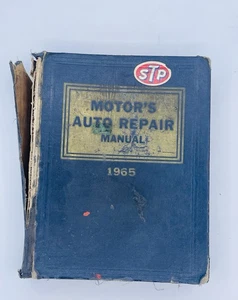 STP
MOTOR'S
AUTO REPAIR
MANUAL
1965